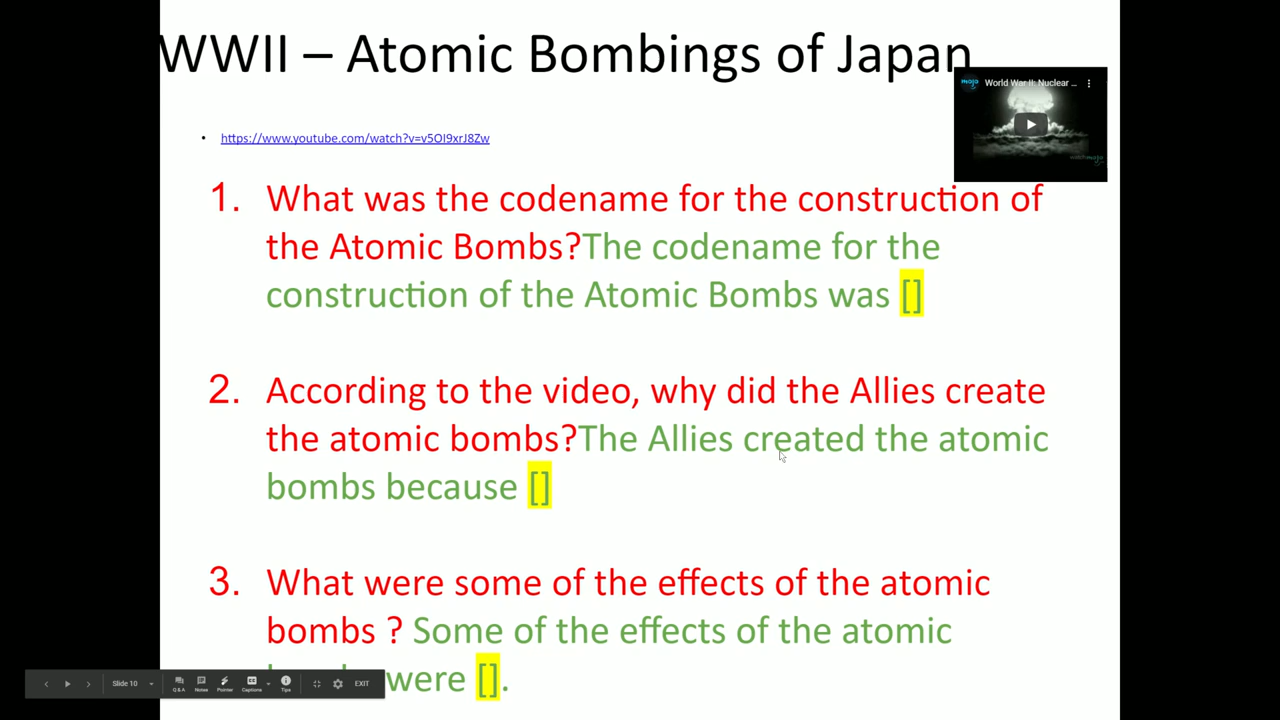 WWII – Atomic Bombings of Japan
World War II: Nuclear ...
• https://www.youtube.com/watch?v=v5OI9xrJ8Zw
watchmojo
1. What was the codename for the construction of
the Atomic Bombs?The codename for the
construction of the Atomic Bombs was []
2. According to the video, why did the Allies create
the atomic bombs?The Allies created the atomic
bombs because []
3. What were some of the effects of the atomic
bombs ? Some of the effects of the atomic
were [].
Slide 10
Q&A Notes Pointer Captions Tips
EXIT